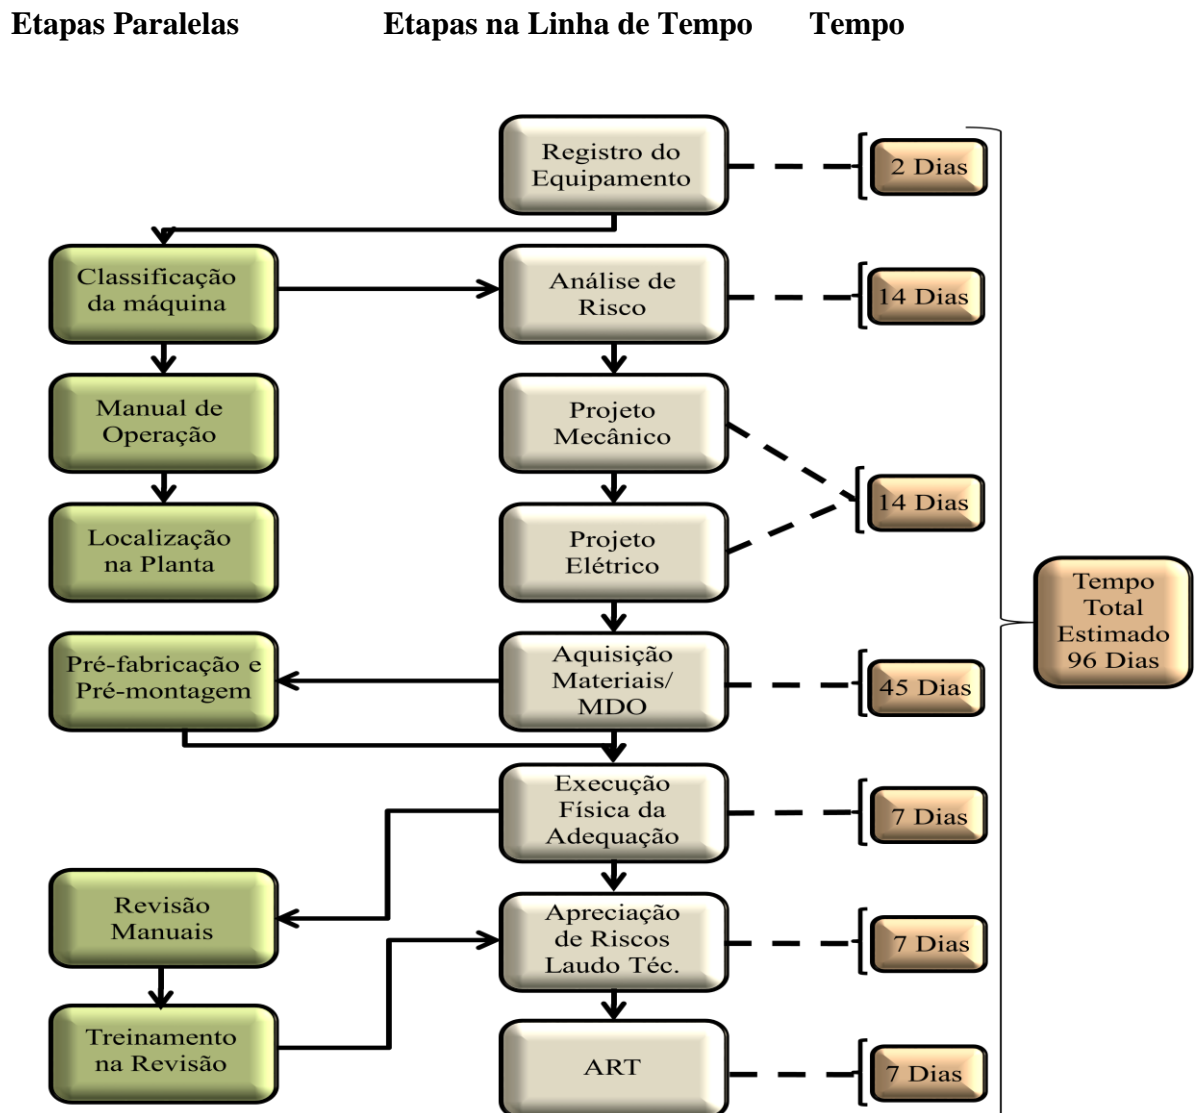 Etapas Paralelas
Etapas na Linha de Tempo
Tempo
Registro do
Equipamento
2 Dias
Classificação
da máquina
Análise de
Risco
14 Dias
Manual de
Operação
Projeto
Mecânico
14 Dias
Localização
na Planta
Projeto
Elétrico
Tempo
Total
Estimado
96 Dias
Pré-fabricação e
Pré-montagem
Aquisição
Materiais/
MDO
45 Dias
Execução
Física da
Adequação
7 Dias
Revisão
Manuais
Apreciação
de Riscos
Laudo Téc.
7 Dias
Treinamento
na Revisão
ART
7 Dias